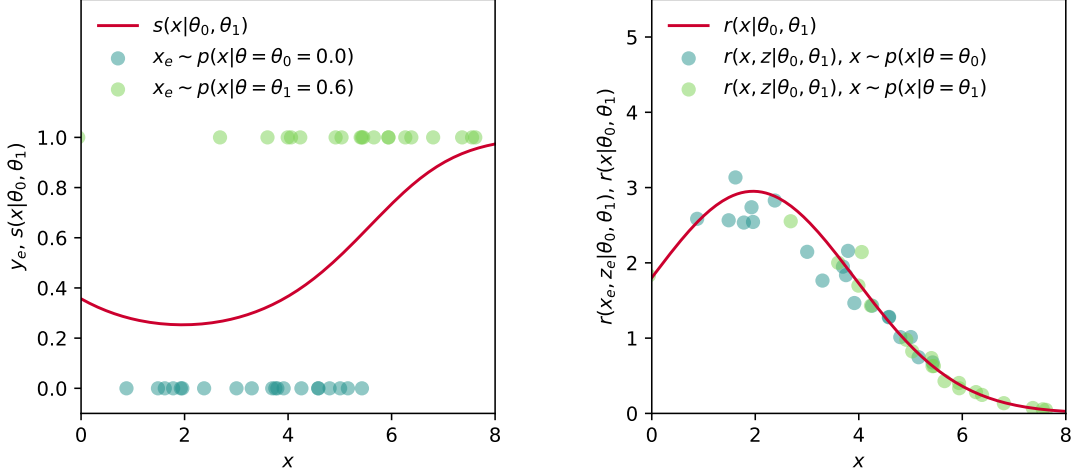 s(x|θ₀, θ₁)
xₑ ~ p(x|θ = θ₀ = 0.0)
xₑ ~ p(x|θ = θ₁ = 0.6)
1.0
0.8
0.6
0.4
0.2
0.0
yₑ, s(x|θ₀, θ₁)
0 2 4 6 8
x
r(x|θ₀, θ₁)
r(x, z|θ₀, θ₁), x ~ p(x|θ = θ₀)
r(x, z|θ₀, θ₁), x ~ p(x|θ = θ₁)
5
4
3
2
1
0
r(xₑ, zₑ|θ₀, θ₁), r(x|θ₀, θ₁)
0 2 4 6 8
x